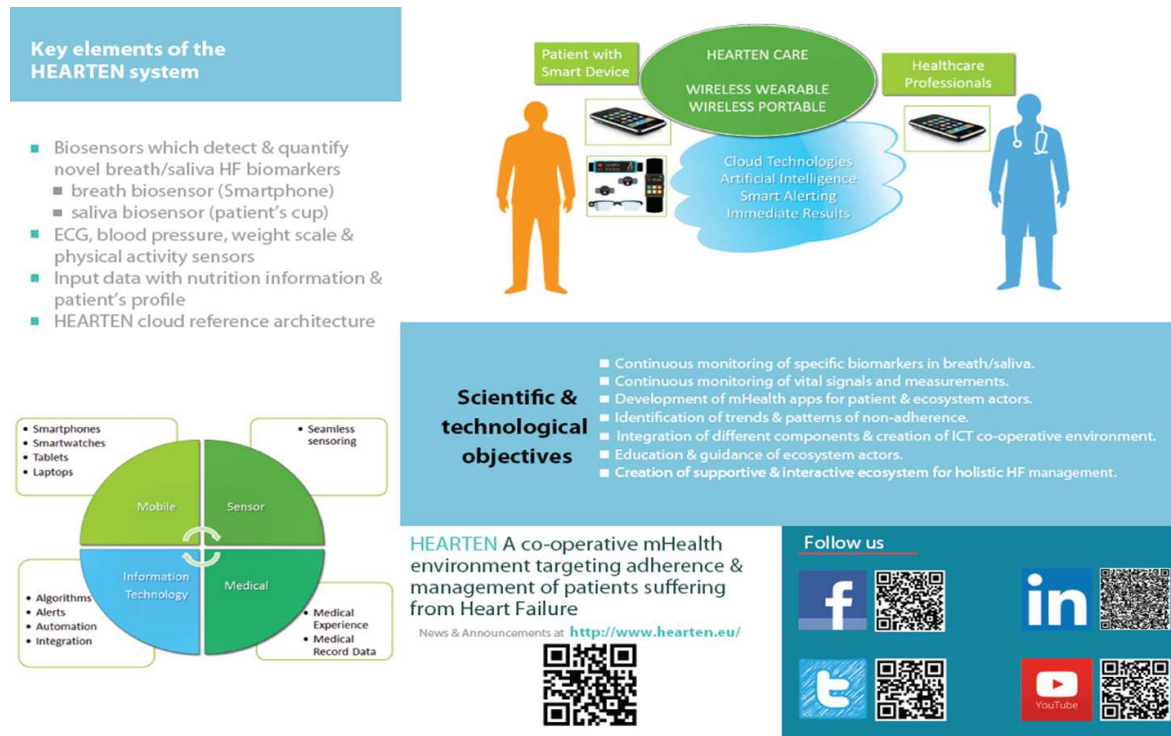 Key elements of the
HEARTEN system
■ Biosensors which detect & quantify
novel breath/saliva HF biomarkers
■ breath biosensor (Smartphone)
■ saliva biosensor (patient's cup)
■ ECG, blood pressure, weight scale &
physical activity sensors
■ Input data with nutrition information &
patient's profile
■ HEARTEN cloud reference architecture
Patient with
Smart Device
HEARTEN CARE
WIRELESS WEARABLE
WIRELESS PORTABLE
Healthcare
Professionals
Cloud Technologies
Artificial Intelligence
Smart Alerting
Immediate Results
Scientific &
technological
objectives
■ Continuous monitoring of specific biomarkers in breath/saliva.
■ Continuous monitoring of vital signals and measurements.
■ Development of mHealth apps for patient & ecosystem actors.
■ Identification of trends & patterns of non-adherence.
■ Integration of different components & creation of ICT co-operative environment.
■ Education & guidance of ecosystem actors.
■ Creation of supportive & interactive ecosystem for holistic HF management.
• Smartphones
• Smartwatches
• Tablets
• Laptops
• Seamless
sensoring
Mobile
Sensor
Information
Technology
Medical
• Algorithms
• Alerts
• Automation
• Integration
• Medical
Experience
• Medical
Record Data
HEARTEN A co-operative mHealth
environment targeting adherence &
management of patients suffering
from Heart Failure
News & Announcements at http://www.hearten.eu/
Follow us
f
in
t
YouTube